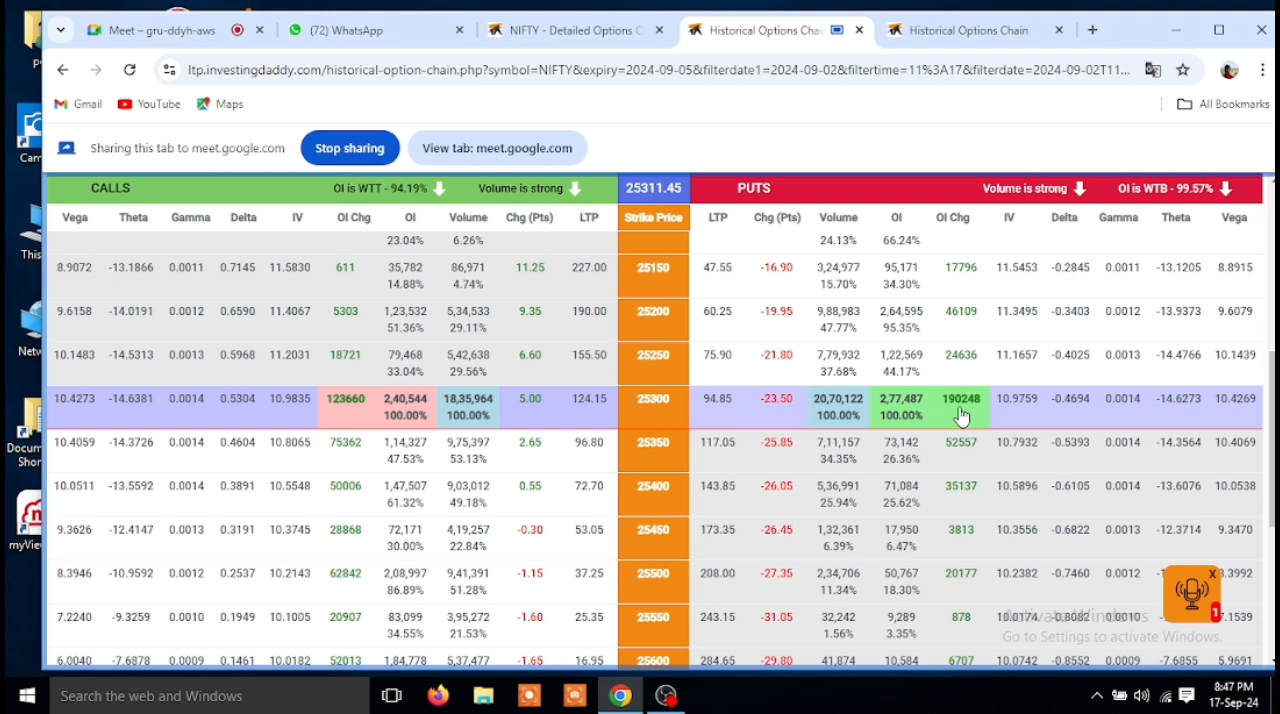 Meet – gru-ddyh-aws
(72) WhatsApp
NIFTY - Detailed Options C
Historical Options Chai
Historical Options Chain
ltp.investingdaddy.com/historical-option-chain.php?symbol=NIFTY&expiry=2024-09-05&filterdate1=2024-09-02&filtertime=11%3A17&filterdate=2024-09-02T11...
Gmail YouTube Maps All Bookmarks
Sharing this tab to meet.google.com Stop sharing View tab: meet.google.com
CALLS OI is WTT - 94.19% Volume is strong 25311.45 PUTS Volume is strong OI is WTB - 99.57%
Vega Theta Gamma Delta IV OI Chg OI Volume Chg (Pts) LTP Strike Price LTP Chg (Pts) Volume OI OI Chg IV Delta Gamma Theta Vega
23.04% 6.26% 24.13% 66.24%
8.9072 -13.1866 0.0011 0.7145 11.5830 611 35,782 86,971 11.25 227.00 25150 47.55 -16.90 3,24,977 95,171 17796 11.5453 -0.2845 0.0011 -13.1205 8.8915
14.88% 4.74% 15.70% 34.30%
9.6158 -14.0191 0.0012 0.6590 11.4067 5303 1,23,532 5,34,533 9.35 190.00 25200 60.25 -19.95 9,88,983 2,64,595 46109 11.3495 -0.3403 0.0012 -13.9373 9.6079
51.36% 29.11% 47.77% 95.35%
10.1483 -14.5313 0.0013 0.5968 11.2031 18721 79,468 5,42,638 6.60 155.50 25250 75.90 -21.80 7,79,932 1,22,569 24636 11.1657 -0.4025 0.0013 -14.4766 10.1439
33.04% 29.56% 37.68% 44.17%
10.4273 -14.6381 0.0014 0.5304 10.9835 123660 2,40,544 18,35,964 5.00 124.15 25300 94.85 -23.50 20,70,122 2,77,487 190248 10.9759 -0.4694 0.0014 -14.6273 10.4269
100.00% 100.00% 100.00% 100.00%
10.4059 -14.3726 0.0014 0.4604 10.8065 75362 1,14,327 9,75,397 2.65 96.80 25350 117.05 -25.85 7,11,157 73,142 52557 10.7932 -0.5393 0.0014 -14.3564 10.4069
47.53% 53.13% 34.35% 26.36%
10.0511 -13.5592 0.0014 0.3891 10.5548 50006 1,47,507 9,03,012 0.55 72.70 25400 143.85 -26.05 5,36,991 71,084 35137 10.5896 -0.6105 0.0014 -13.6076 10.0538
61.32% 49.18% 25.94% 25.62%
9.3626 -12.4147 0.0013 0.3191 10.3745 28868 72,171 4,19,257 -0.30 53.05 25450 173.35 -26.45 1,32,361 17,950 3813 10.3556 -0.6822 0.0013 -12.3714 9.3470
30.00% 22.84% 6.39% 6.47%
8.3946 -10.9592 0.0012 0.2537 10.2143 62842 2,08,997 9,41,391 -1.15 37.25 25500 208.00 -27.35 2,34,706 50,767 20177 10.2382 -0.7460 0.0012
86.89% 51.28% 11.34% 18.30%
7.2240 -9.3259 0.0010 0.1949 10.1005 20907 83,099 3,95,272 -1.60 25.35 25550 243.15 -31.05 32,242 9,289 878
34.55% 21.53% 1.56% 3.35%
Activate Windows
Go to Settings to activate Windows.
6.0040 -7.6878 0.0009 0.1461 10.0182 52013 1,84,778 5,37,477 -1.65 16.95 25600 284.65 -29.80 41,874 10,584 6707 10.0742 -0.8552 0.0009 -7.6855 5.9691
Search the web and Windows
8:47 PM
17-Sep-24